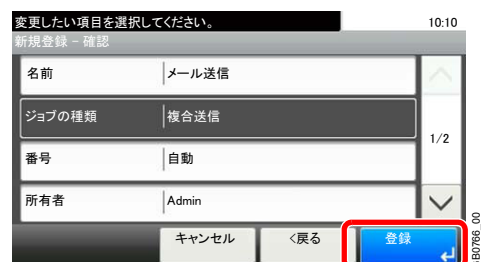 変更したい項目を選択してください。 10:10
新規登録 - 確認
名前 メール送信
ジョブの種類 複合送信
1/2
番号 自動
所有者 Admin
キャンセル <戻る 登録
B0766_00